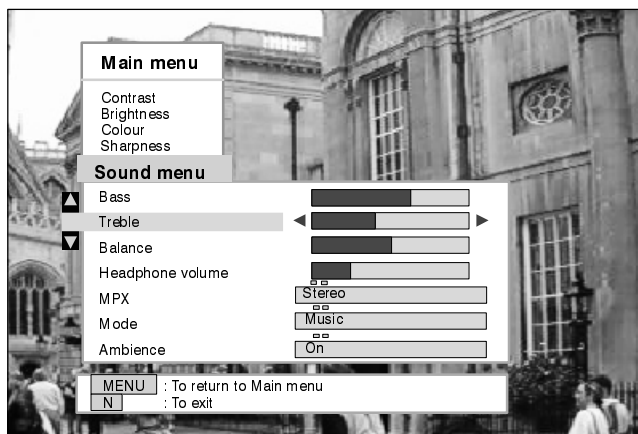 Main menu
Contrast
Brightness
Colour
Sharpness
Sound menu
Bass
Treble
Balance
Headphone volume
MPX Stereo
Mode Music
Ambience On
MENU : To return to Main menu
N : To exit